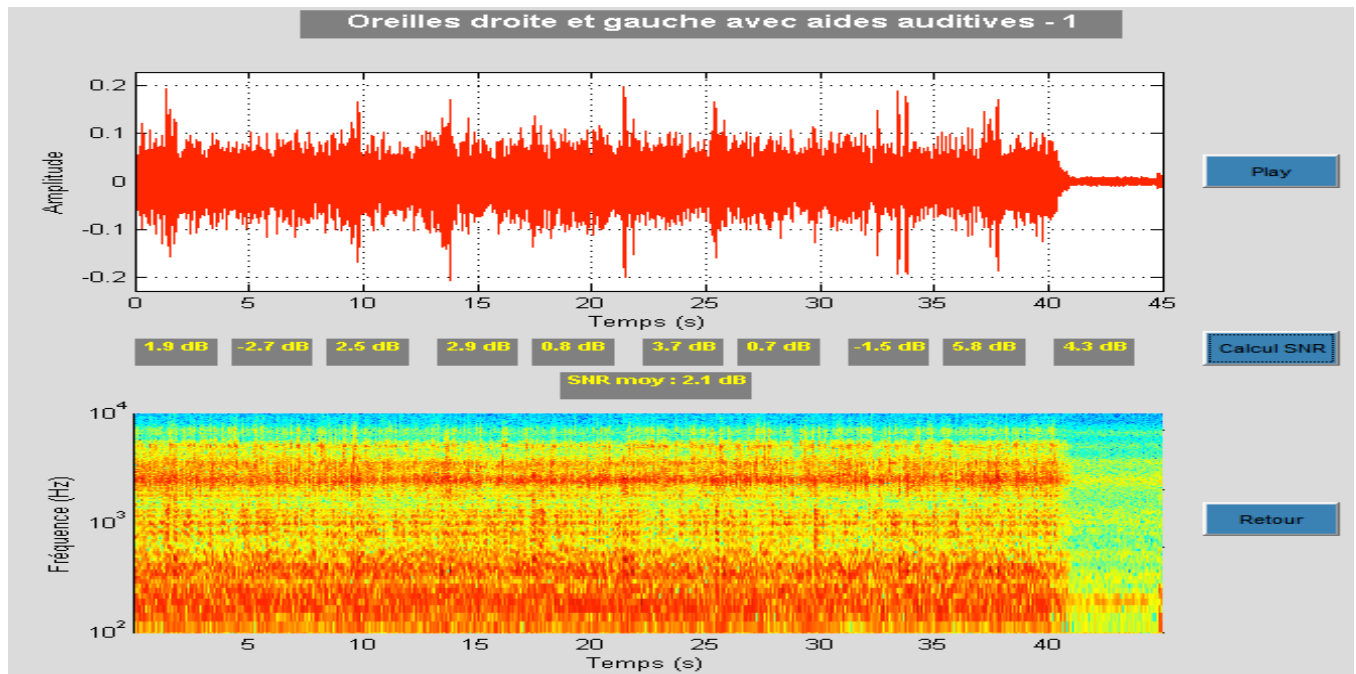 Oreilles droite et gauche avec aides auditives - 1
Amplitude
0.2
0.1
0
-0.1
-0.2
0 5 10 15 20 25 30 35 40 45
Temps (s)
Play
1.9 dB -2.7 dB 2.5 dB 2.9 dB 0.8 dB 3.7 dB 0.7 dB -1.5 dB 5.8 dB 4.3 dB
Calcul SNR
SNR moy : 2.1 dB
Fréquence (Hz)
10^4
10^3
10^2
5 10 15 20 25 30 35 40
Temps (s)
Retour